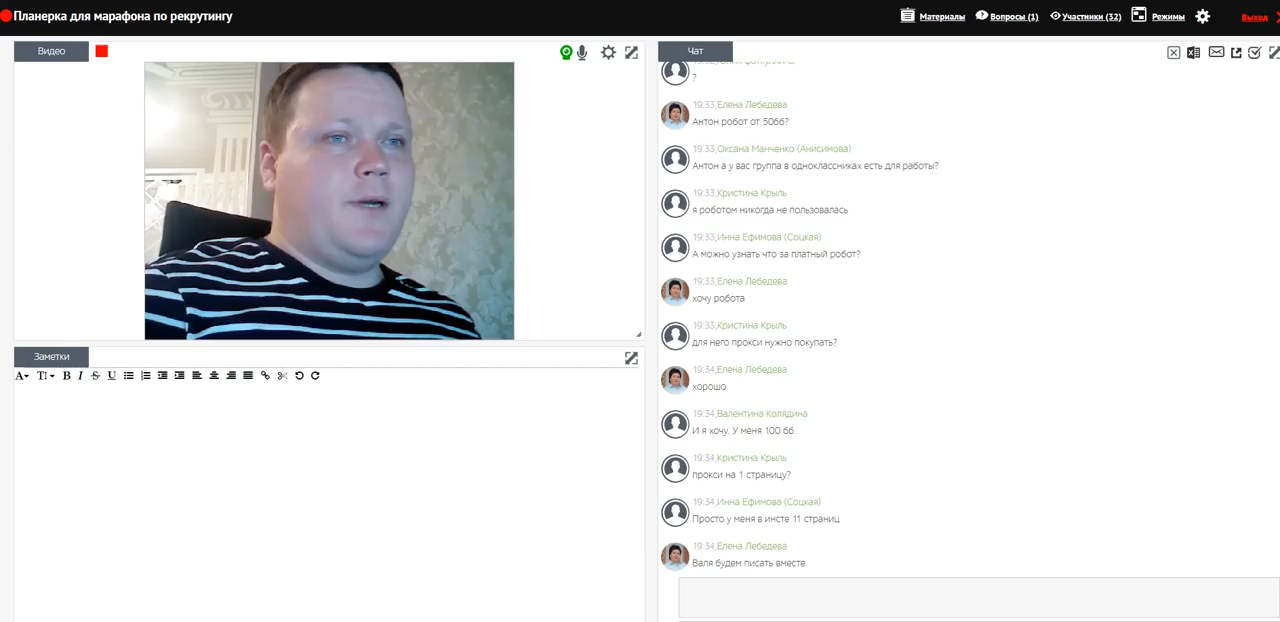 Планерка для марафона по рекрутингу
Материалы
Вопросы (1)
Участники (32)
Режимы
Выход
Видео
Чат
?
19:33,Елена Лебедева
Антон робот от 50бб?
19:33,Оксана Манченко (Анисимова)
Антон а у вас группа в одноклассниках есть для работы?
19:33,Кристина Крыль
я роботом никогда не пользовалась
19:33,Инна Ефимова (Соцкая)
А можно узнать что за платный робот?
19:33,Елена Лебедева
хочу робота
19:33,Кристина Крыль
для него прокси нужно покупать?
19:34,Елена Лебедева
хорошо
19:34,Валентина Колядина
И я хочу. У меня 100 бб.
19:34,Кристина Крыль
прокси на 1 страницу?
19:34,Инна Ефимова (Соцкая)
Просто у меня в инсте 11 страниц
19:34,Елена Лебедева
Валя будем писать вместе
Заметки